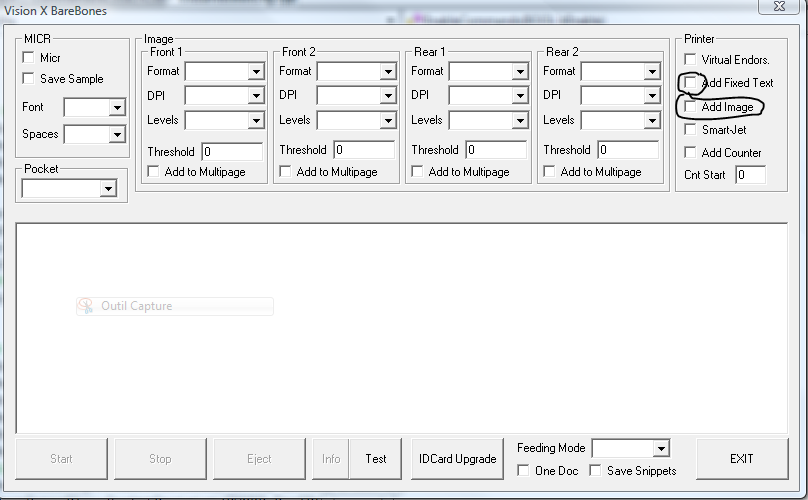 Vision X BareBones
MICR
Micr
Save Sample
Font
Spaces
Pocket
Image
Front 1
Format
DPI
Levels
Threshold 0
Add to Multipage
Front 2
Format
DPI
Levels
Threshold 0
Add to Multipage
Rear 1
Format
DPI
Levels
Threshold 0
Add to Multipage
Rear 2
Format
DPI
Levels
Threshold 0
Add to Multipage
Printer
Virtual Endors.
Add Fixed Text
Add Image
Smart-Jet
Add Counter
Cnt Start 0
Outil Capture
Start
Stop
Eject
Info
Test
IDCard Upgrade
Feeding Mode
One Doc
Save Snippets
EXIT